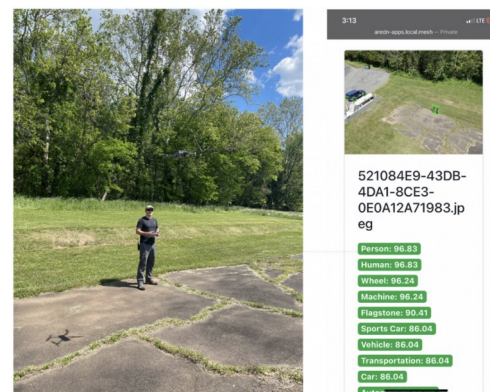 3:13
LTE
aredn-apps.local.mesh — Private
521084E9-43DB-
4DA1-8CE3-
0E0A12A71983.jp
eg
Person: 96.83
Human: 96.83
Wheel: 96.24
Machine: 96.24
Flagstone: 90.41
Sports Car: 86.04
Vehicle: 86.04
Transportation: 86.04
Car: 86.04